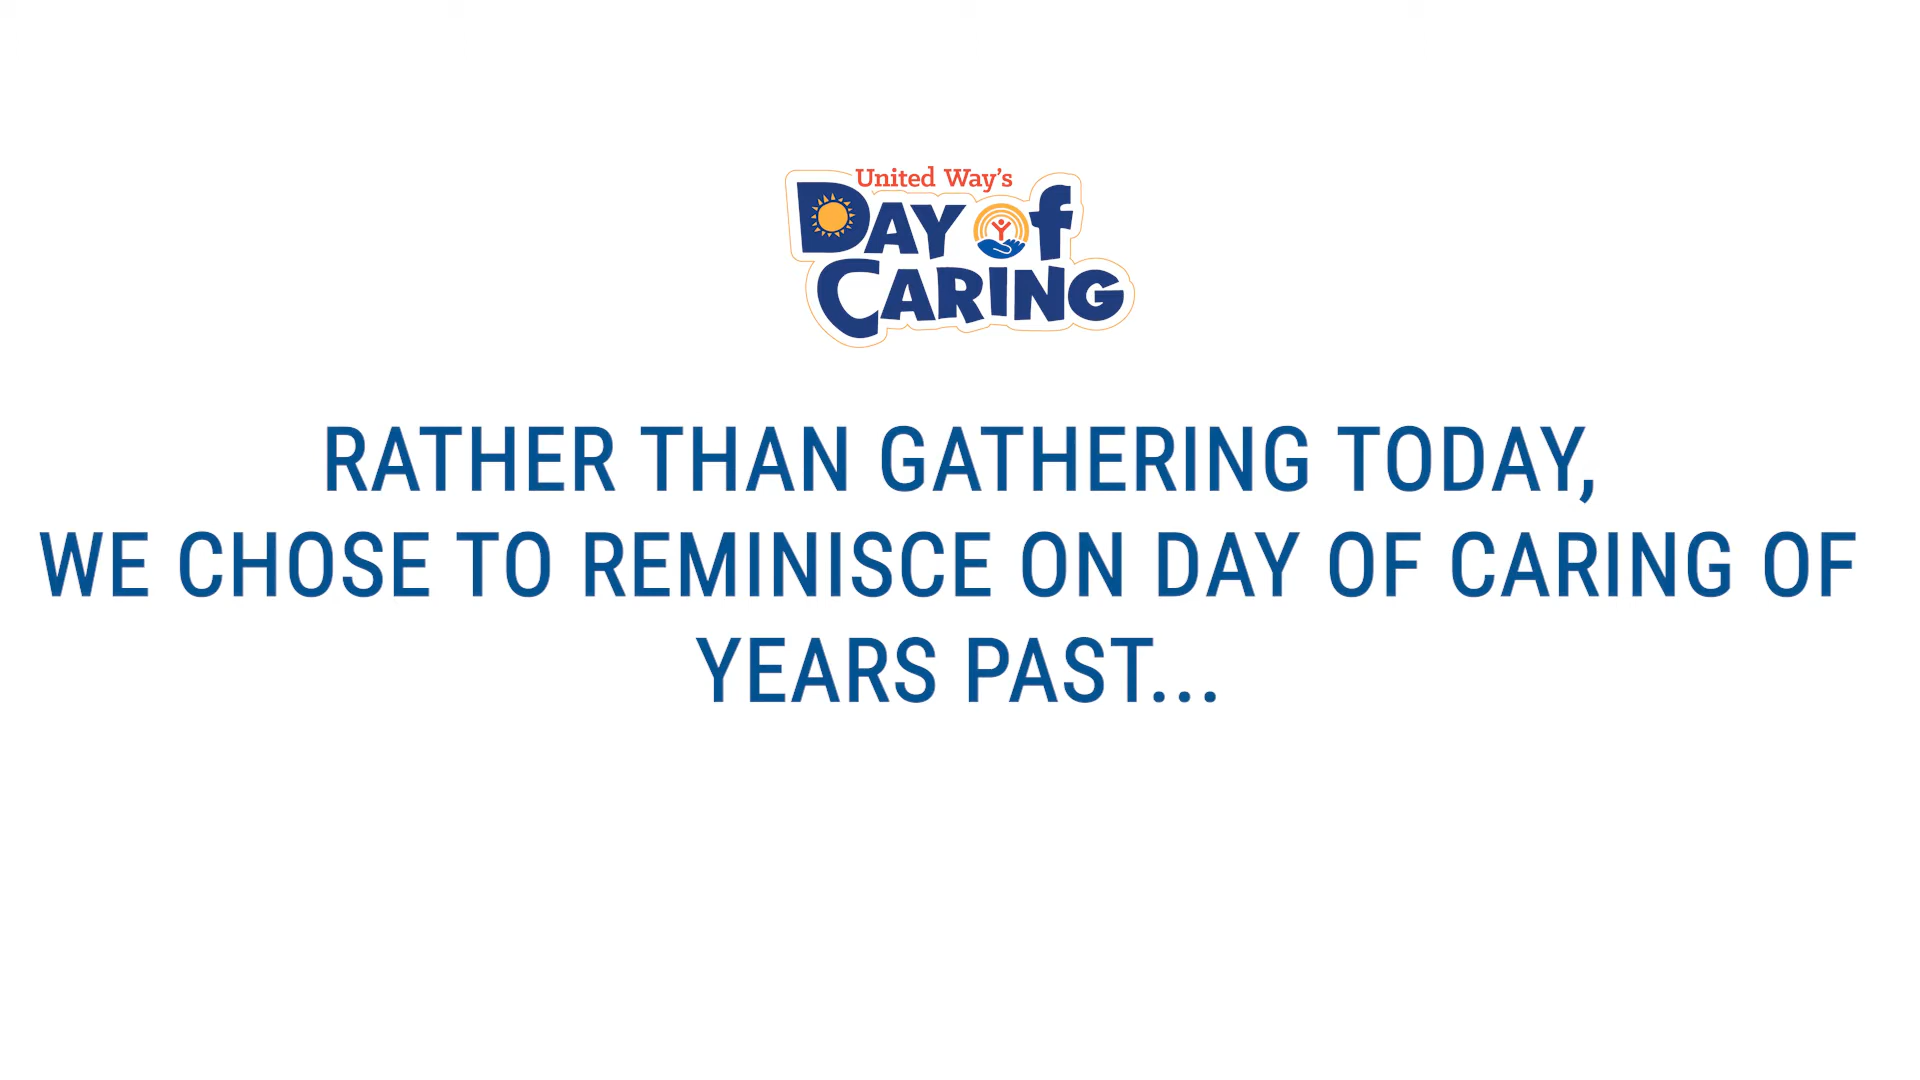 United Way's
DAY Of
CARING
RATHER THAN GATHERING TODAY,
WE CHOSE TO REMINISCE ON DAY OF CARING OF
YEARS PAST...